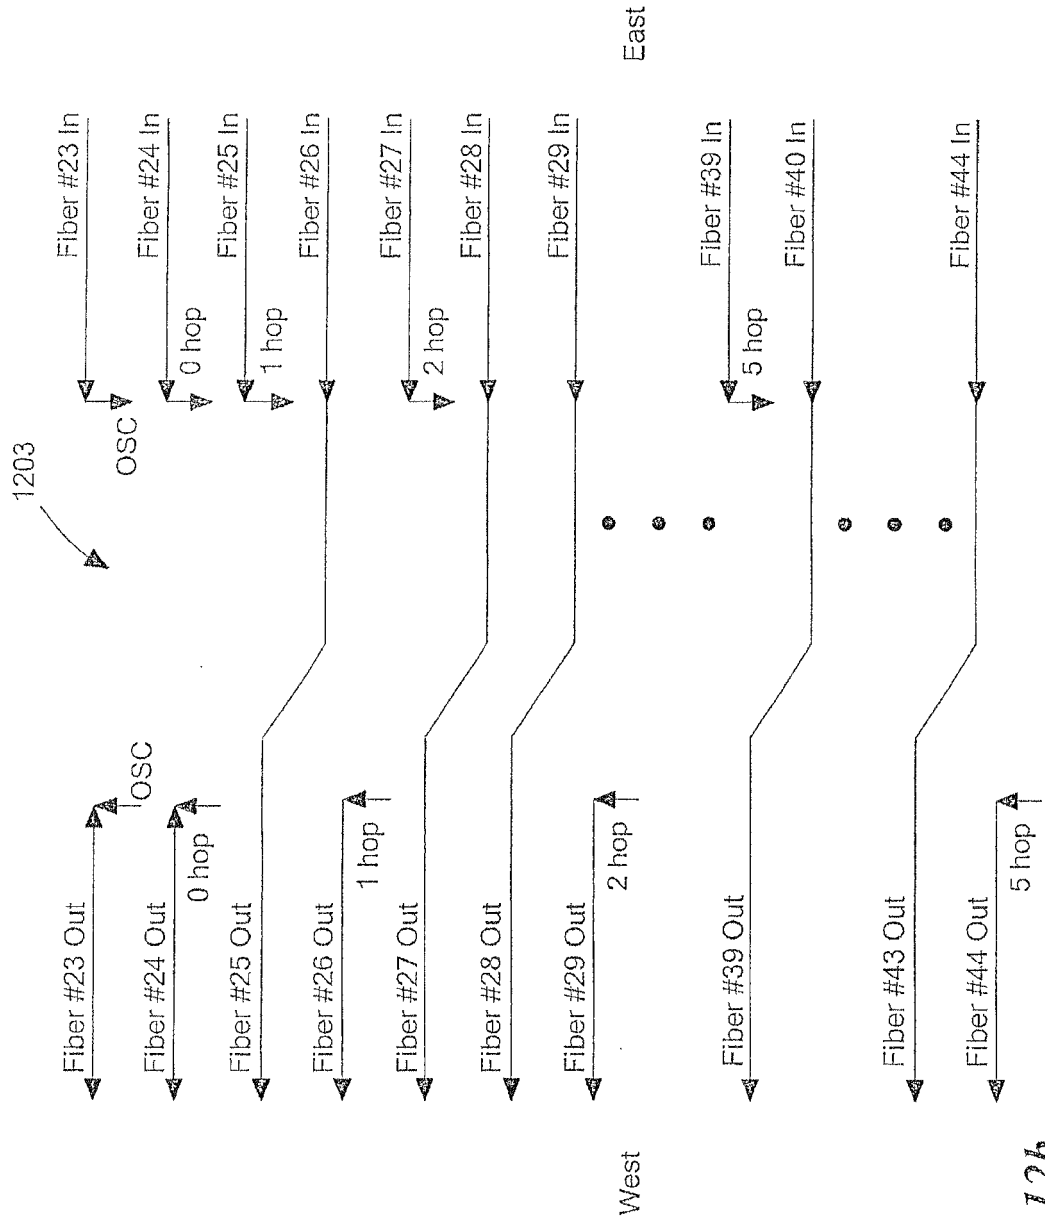 1203
East
West
Fiber #23 In
OSC
Fiber #24 In
0 hop
Fiber #25 In
1 hop
Fiber #26 In
Fiber #27 In
2 hop
Fiber #28 In
Fiber #29 In
Fiber #39 In
5 hop
Fiber #40 In
Fiber #44 In
Fiber #23 Out
OSC
Fiber #24 Out
0 hop
Fiber #25 Out
Fiber #26 Out
1 hop
Fiber #27 Out
Fiber #28 Out
Fiber #29 Out
2 hop
Fiber #39 Out
Fiber #43 Out
Fiber #44 Out
5 hop
12b